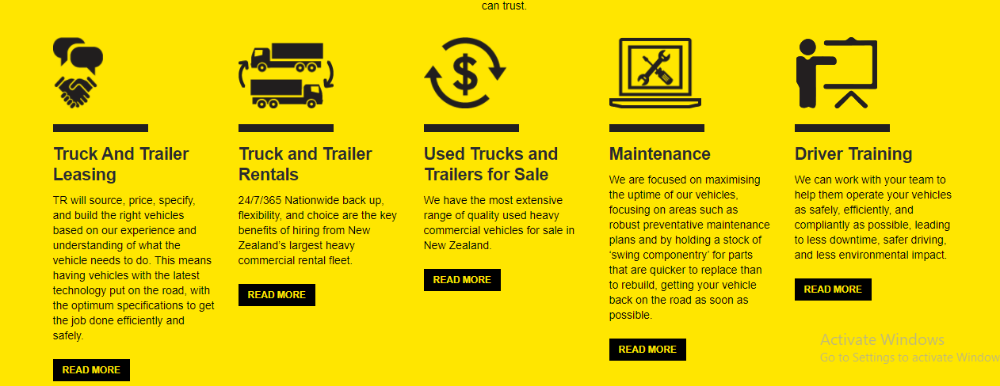 can trust.
Truck And Trailer
Leasing
TR will source, price, specify,
and build the right vehicles
based on our experience and
understanding of what the
vehicle needs to do. This means
having vehicles with the latest
technology put on the road, with
the optimum specifications to get
the job done efficiently and
safely.
READ MORE
Truck and Trailer
Rentals
24/7/365 Nationwide back up,
flexibility, and choice are the key
benefits of hiring from New
Zealand’s largest heavy
commercial rental fleet.
READ MORE
Used Trucks and
Trailers for Sale
We have the most extensive
range of quality used heavy
commercial vehicles for sale in
New Zealand.
READ MORE
Maintenance
We are focused on maximising
the uptime of our vehicles,
focusing on areas such as
robust preventative maintenance
plans and by holding a stock of
‘swing componentry’ for parts
that are quicker to replace than
to rebuild, getting your vehicle
back on the road as soon as
possible.
READ MORE
Driver Training
We can work with your team to
help them operate your vehicles
as safely, efficiently, and
compliantly as possible, leading
to less downtime, safer driving,
and less environmental impact.
READ MORE
Activate Windows
Go to Settings to activate Window